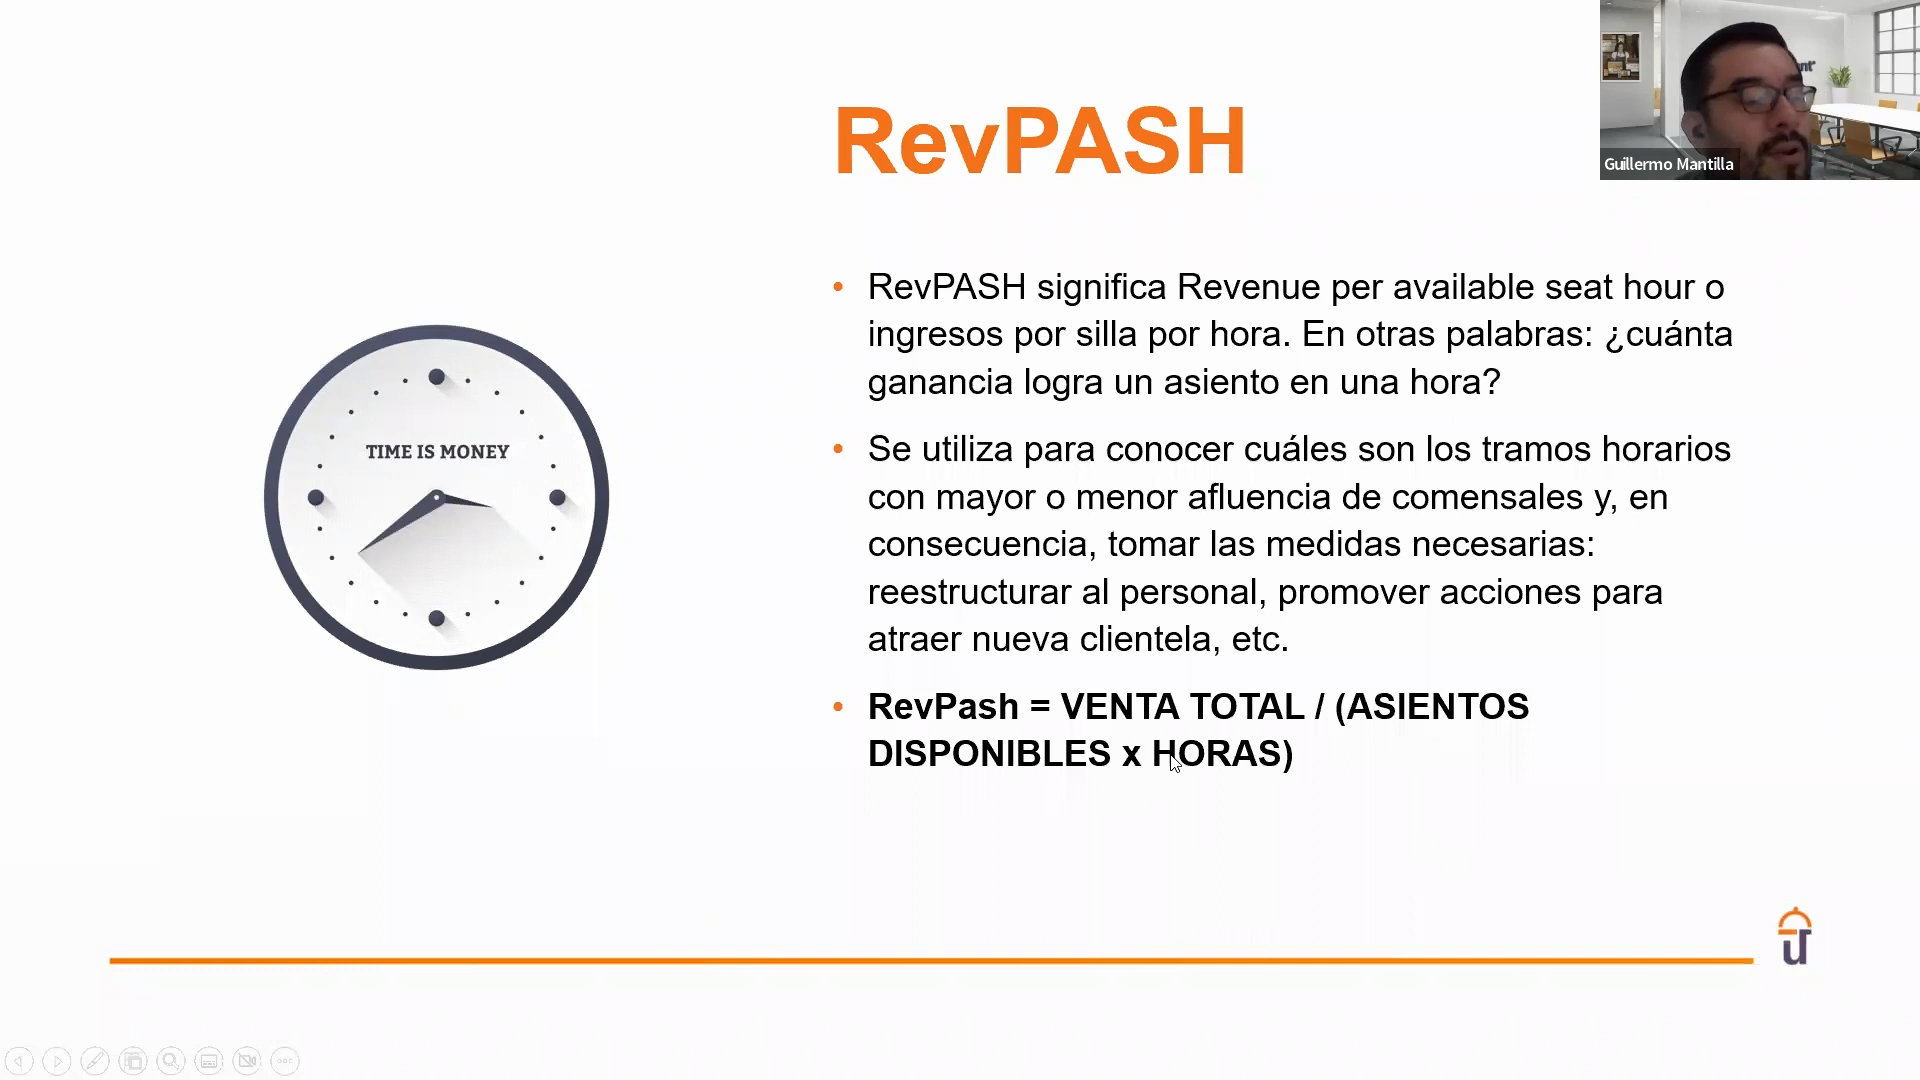 RevPASH
Guillermo Mantilla
• RevPASH significa Revenue per available seat hour o
ingresos por silla por hora. En otras palabras: ¿cuánta
ganancia logra un asiento en una hora?
TIME IS MONEY
• Se utiliza para conocer cuáles son los tramos horarios
con mayor o menor afluencia de comensales y, en
consecuencia, tomar las medidas necesarias:
reestructurar al personal, promover acciones para
atraer nueva clientela, etc.
• RevPash = VENTA TOTAL / (ASIENTOS
DISPONIBLES x HORAS)